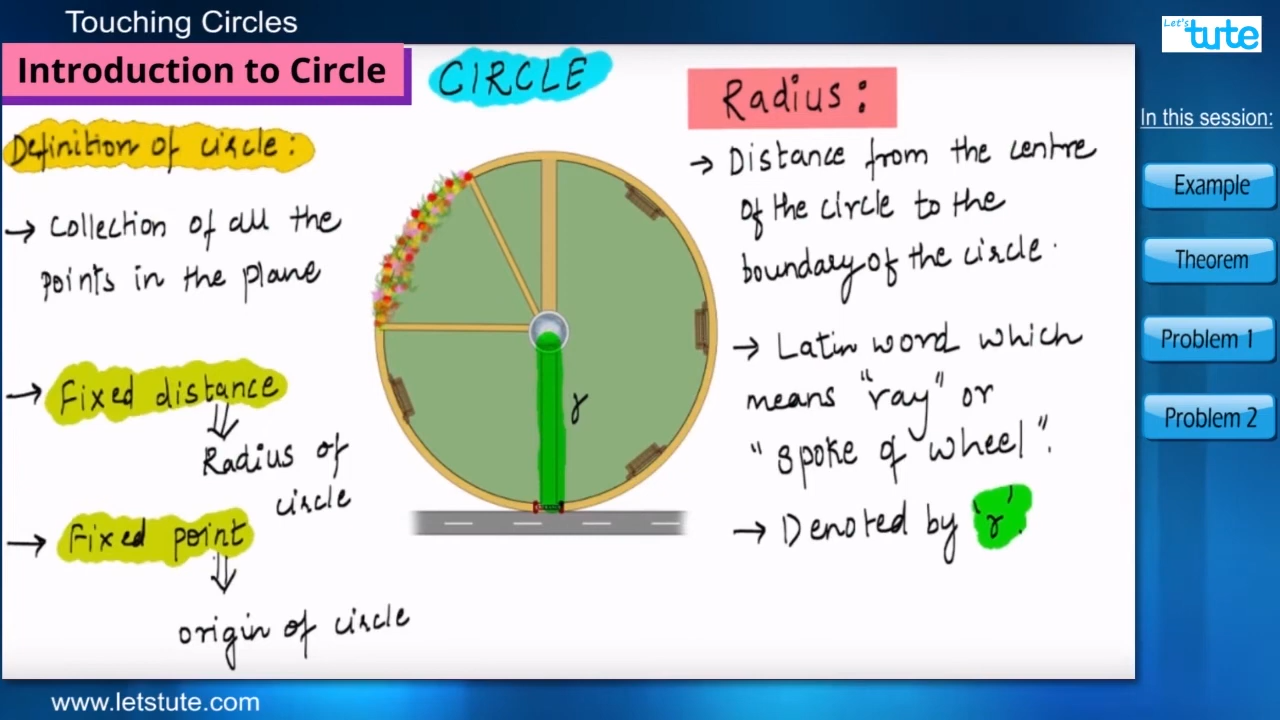 Touching Circles
Let's
tute
Introduction to Circle
CIRCLE
Definition of circle:
→ Collection of all the
points in the plane
→ Fixed distance
⇓
Radius of
circle
→ Fixed point
⇓
origin of circle
r
Radius:
→ Distance from the centre
of the circle to the
boundary of the circle.
→ Latin word which
means "ray" or
"spoke of wheel".
→ Denoted by 'r'.
In this session:
Example
Theorem
Problem 1
Problem 2
www.letstute.com